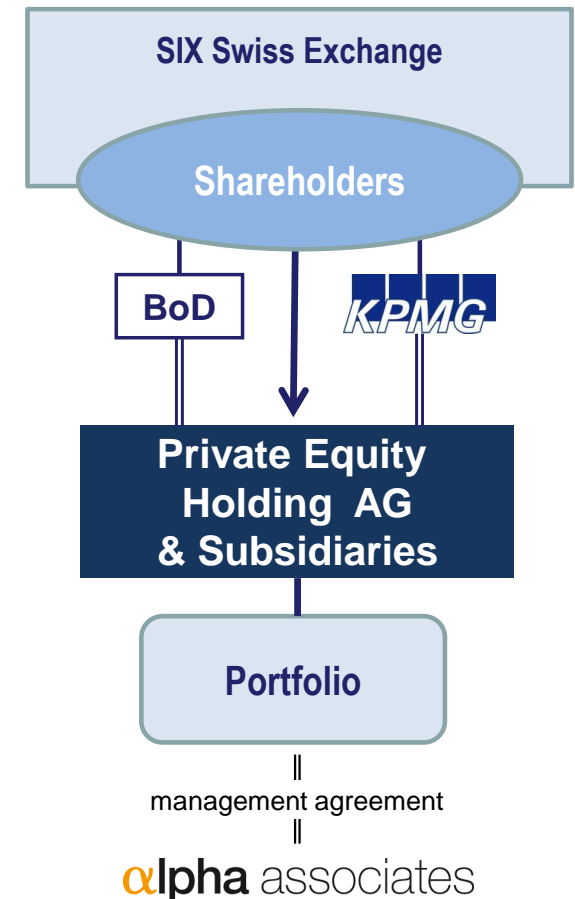 SIX Swiss Exchange
Shareholders
BoD
KPMG
Private Equity
Holding AG
& Subsidiaries
Portfolio
||
management agreement
||
αlpha associates